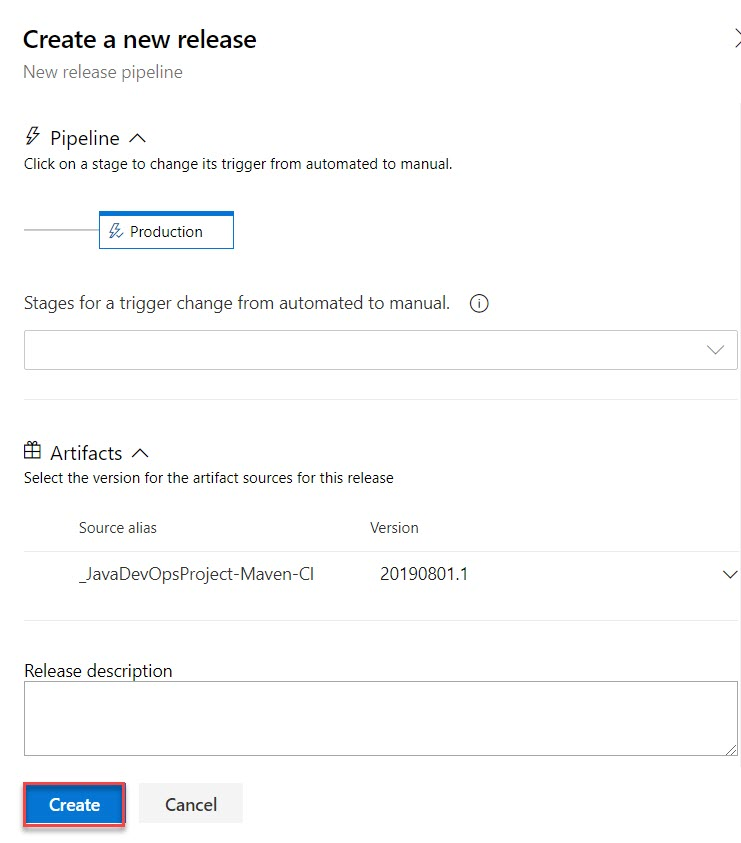 Create a new release
New release pipeline
Pipeline
Click on a stage to change its trigger from automated to manual.
Production
Stages for a trigger change from automated to manual.
Artifacts
Select the version for the artifact sources for this release
Source alias Version
_JavaDevOpsProject-Maven-CI 20190801.1
Release description
Create Cancel